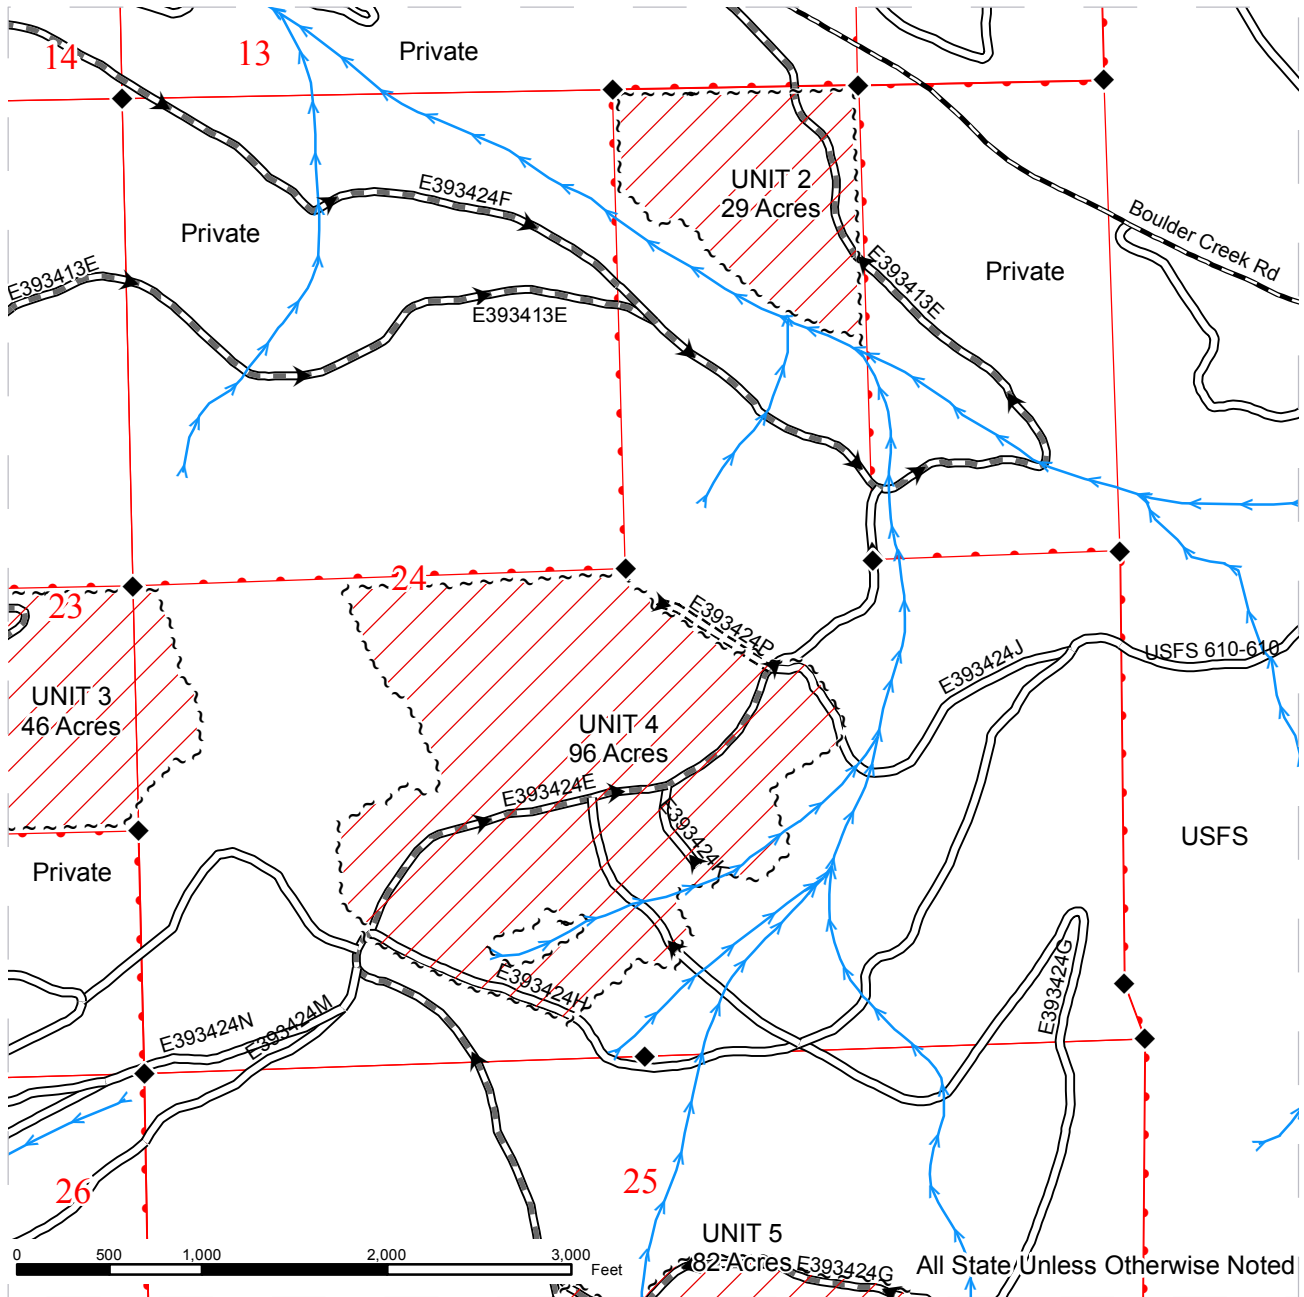 14
13
Private
UNIT 2
29 Acres
E393424F
Boulder Creek Rd
Private
E393413E
Private
E393413E
E393413E
24
23
E393424P
E393424J
USFS 610-610
UNIT 3
46 Acres
UNIT 4
96 Acres
E393424E
E393424K
USFS
Private
E393424G
E393424H
E393424N
E393424M
26
25
UNIT 5
82 Acres
E393424G
All State Unless Otherwise Noted
0 500 1,000 2,000 3,000
Feet